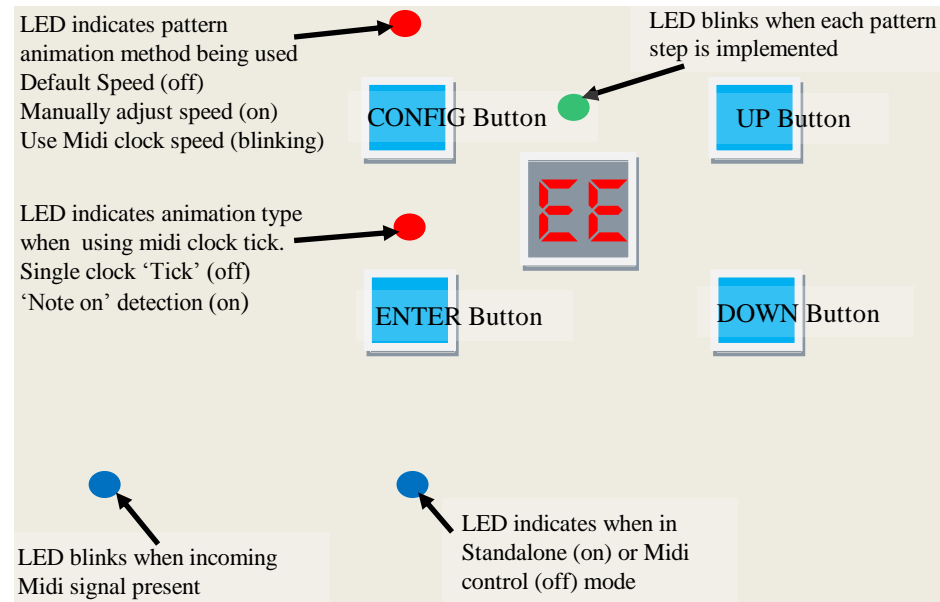 LED indicates pattern
animation method being used
Default Speed (off)
Manually adjust speed (on)
Use Midi clock speed (blinking)
LED blinks when each pattern
step is implemented
CONFIG Button
UP Button
EE
LED indicates animation type
when using midi clock tick.
Single clock ‘Tick’ (off)
‘Note on’ detection (on)
ENTER Button
DOWN Button
LED blinks when incoming
Midi signal present
LED indicates when in
Standalone (on) or Midi
control (off) mode